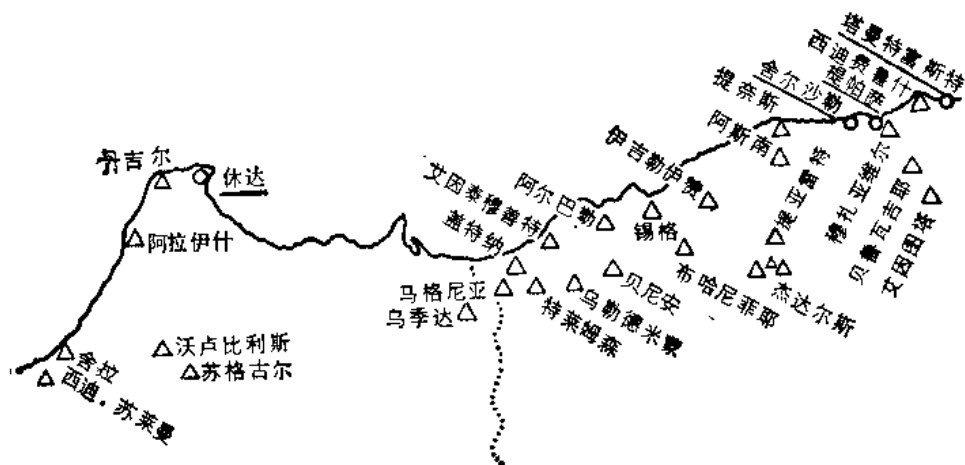 塔曼特富斯特
西迪费鲁什
提帕萨
舍尔沙勒
提奈斯
阿斯南
伊吉勒伊赞
阿尔巴勒
艾因泰穆善特
盖特纳
丹吉尔
休达
阿拉伊什
锡格
提亚雷特
穆扎亚维尔
贝鲁瓦吉耶
艾因图塔
马格尼亚
乌季达
特莱姆森
乌勒德米蒙
贝尼安
布哈尼菲耶
杰达尔斯
沃卢比利斯
苏格古尔
舍拉
西迪·苏莱曼